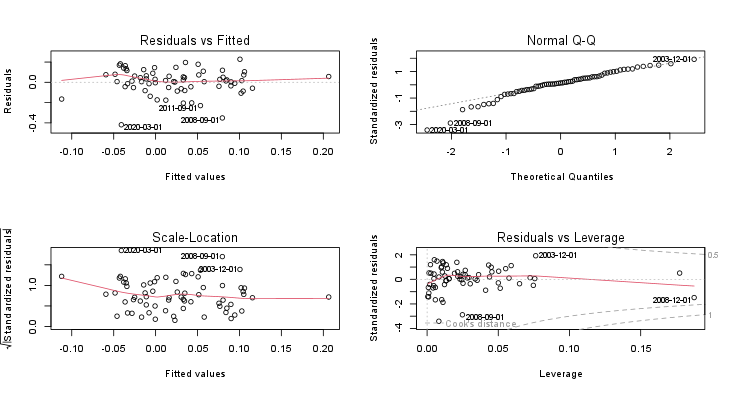 Residuals vs Fitted
Residuals
0.0
-0.4
2011-09-01
2008-09-01
2020-03-01
-0.10 -0.05 0.00 0.05 0.10 0.15 0.20
Fitted values
Normal Q-Q
Standardized residuals
1
-1
-3
2003-12-01
2008-09-01
2020-03-01
-2 -1 0 1 2
Theoretical Quantiles
Scale-Location
√|Standardized residuals|
1.0
0.0
2020-03-01
2008-09-01
2003-12-01
-0.10 -0.05 0.00 0.05 0.10 0.15 0.20
Fitted values
Residuals vs Leverage
Standardized residuals
2
0
-2
-4
2003-12-01
2008-12-01
2008-09-01
Cook's distance
0.5
1
0.00 0.05 0.10 0.15
Leverage